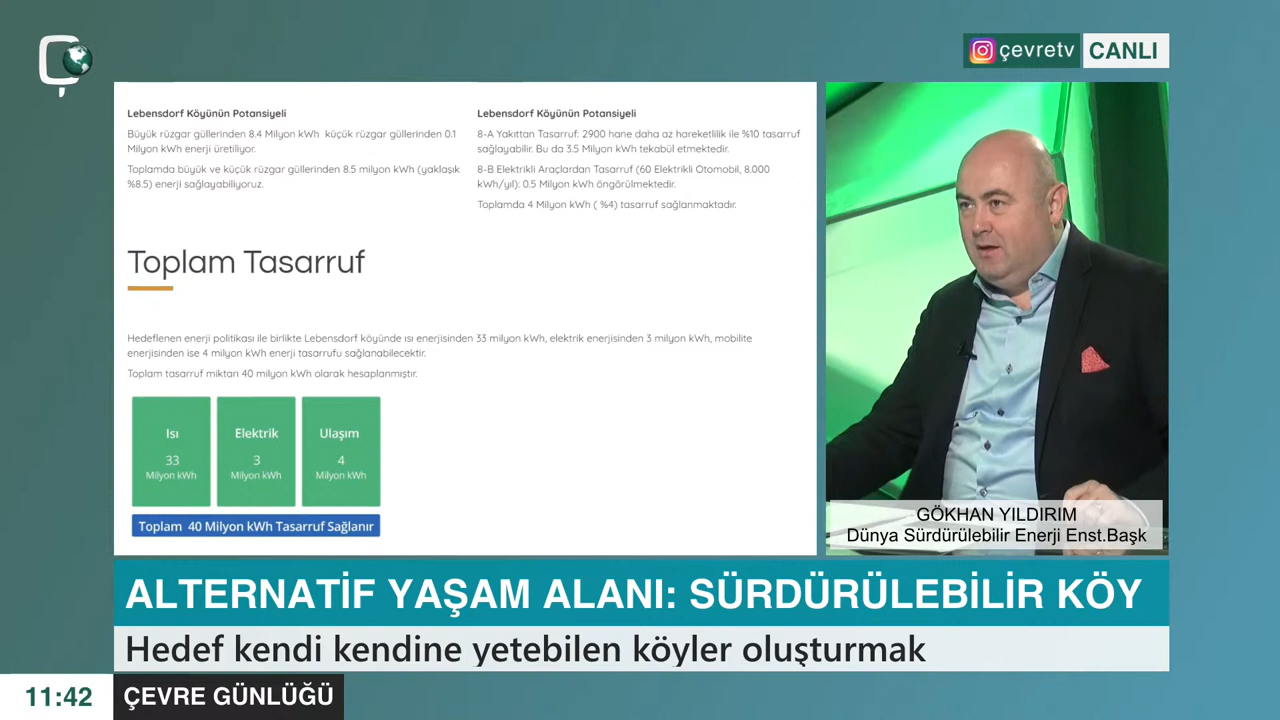 Ç
çevretv CANLI
Lebensdorf Köyünün Potansiyeli
Büyük rüzgar güllerinden 8.4 Milyon kWh küçük rüzgar güllerinden 0.1
Milyon kWh enerji üretiliyor.
Toplamda büyük ve küçük rüzgar güllerinden 8.5 milyon kWh (yaklaşık
%8.5) enerji sağlayabiliyoruz.
Lebensdorf Köyünün Potansiyeli
8-A Yakıttan Tasarruf: 2900 hane daha az hareketlilik ile %10 tasarruf
sağlayabilir. Bu da 3.5 Milyon kWh tekabül etmektedir.
8-B Elektrikli Araçlardan Tasarruf (60 Elektrikli Otomobil, 8.000
kWh/yıl): 0.5 Milyon kWh öngörülmektedir.
Toplamda 4 Milyon kWh ( %4) tasarruf sağlanmaktadır.
Toplam Tasarruf
Hedeflenen enerji politikası ile birlikte Lebensdorf köyünde ısı enerjisinden 33 milyon kWh, elektrik enerjisinden 3 milyon kWh, mobilite
enerjisinden ise 4 milyon kWh enerji tasarrufu sağlanabilecektir.
Toplam tasarruf miktarı 40 milyon kWh olarak hesaplanmıştır.
Isı
33
Milyon kWh
Elektrik
3
Milyon kWh
Ulaşım
4
Milyon kWh
Toplam 40 Milyon kWh Tasarruf Sağlanır
GÖKHAN YILDIRIM
Dünya Sürdürülebilir Enerji Enst.Başk
ALTERNATİF YAŞAM ALANI: SÜRDÜRÜLEBİLİR KÖY
Hedef kendi kendine yetebilen köyler oluşturmak
11:42 ÇEVRE GÜNLÜĞÜ